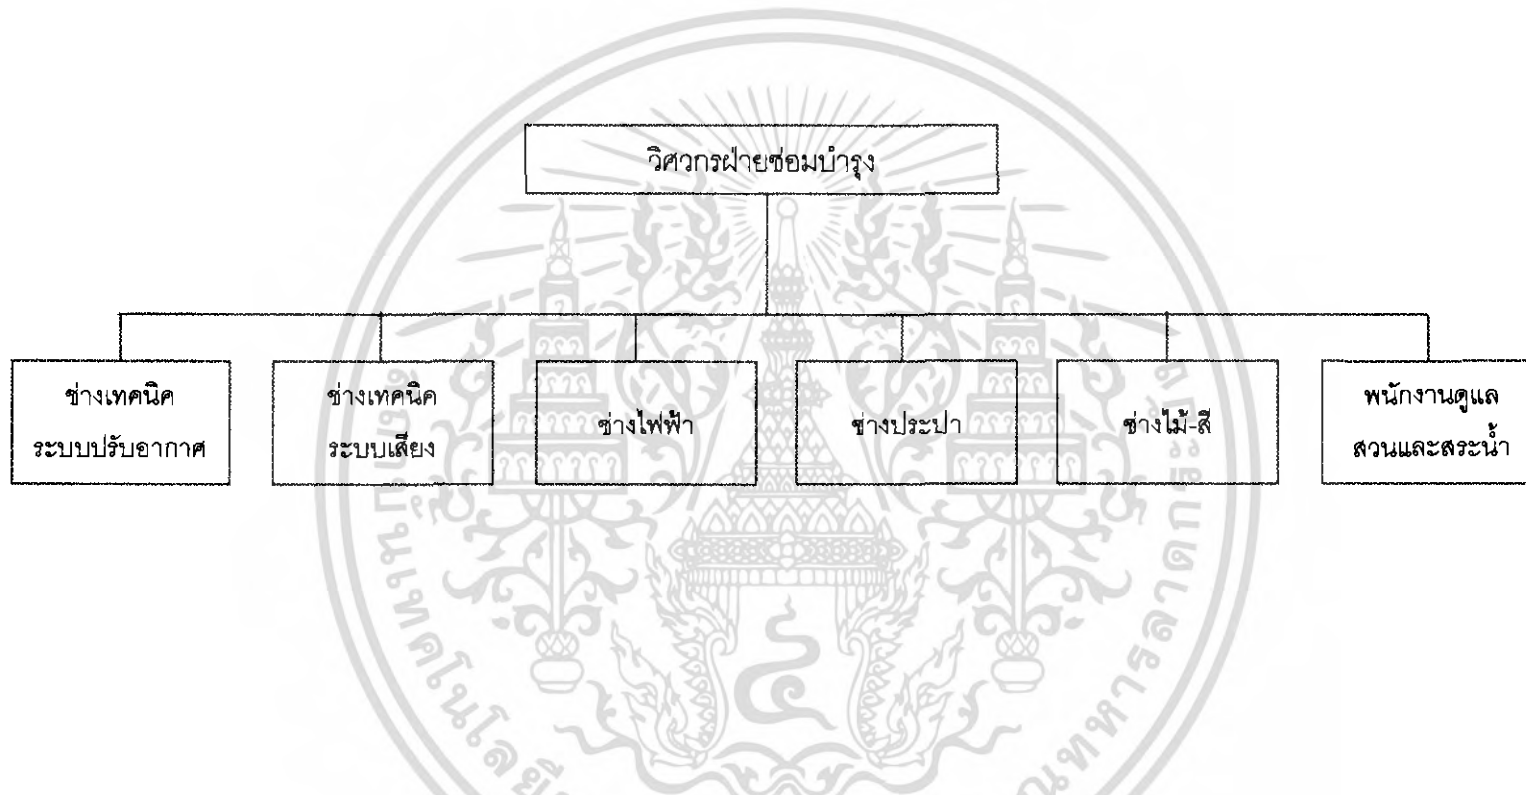 วิศวกรฝ่ายซ่อมบำรุง
ช่างเทคนิค
ระบบปรับอากาศ
ช่างเทคนิค
ระบบเสียง
ช่างไฟฟ้า
ช่างประปา
ช่างไม้-สี
พนักงานดูแล
สวนและสระน้ำ